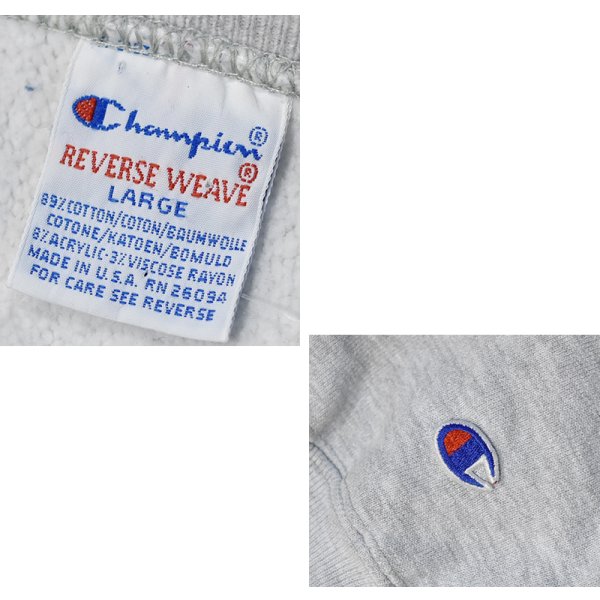 Champion®
REVERSE WEAVE®
LARGE
89%COTTON/COTON/BAUMWOLLE
COTONE/KATOEN/BOMULD
8%ACRYLIC-3%VISCOSE RAYON
MADE IN U.S.A. RN 26094
FOR CARE SEE REVERSE